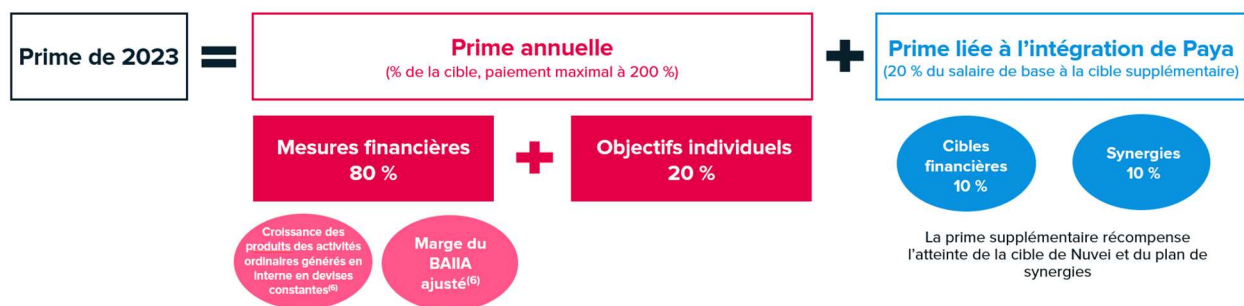 Prime de 2023
=
Prime annuelle
(% de la cible, paiement maximal à 200 %)
+
Prime liée à l'intégration de Paya
(20 % du salaire de base à la cible supplémentaire)
Mesures financières
80 %
+
Objectifs individuels
20 %
Cibles
financières
10 %
Synergies
10 %
Croissance des
produits des activités
ordinaires générés en
interne en devises
constantes(6)
Marge du
BAIIA
ajusté(6)
La prime supplémentaire récompense
l'atteinte de la cible de Nuvei et du plan de
synergies